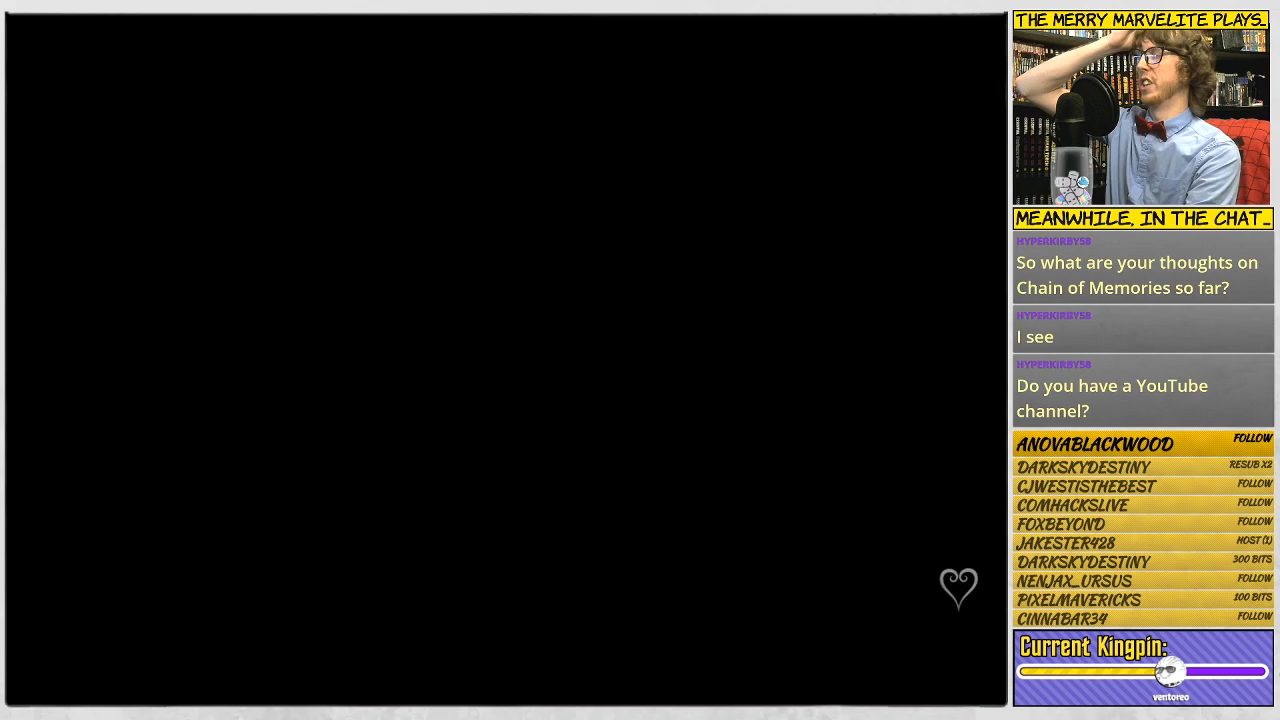 THE MERRY MARVELITE PLAYS...
MEANWHILE, IN THE CHAT...
HYPERKIRBY58
So what are your thoughts on
Chain of Memories so far?
HYPERKIRBY58
I see
HYPERKIRBY58
Do you have a YouTube
channel?
ANOVABLACKWOOD FOLLOW
DARKSKYDESTINY RESUB X2
CJWESTISTHEBEST FOLLOW
COMHACKSLIVE FOLLOW
FOXBEYOND FOLLOW
JAKESTER428 HOST (1)
DARKSKYDESTINY 300 BITS
NENJAX_URSUS FOLLOW
PIXELMAVERICKS 100 BITS
CINNABAR34 FOLLOW
Current Kingpin:
ventoreo